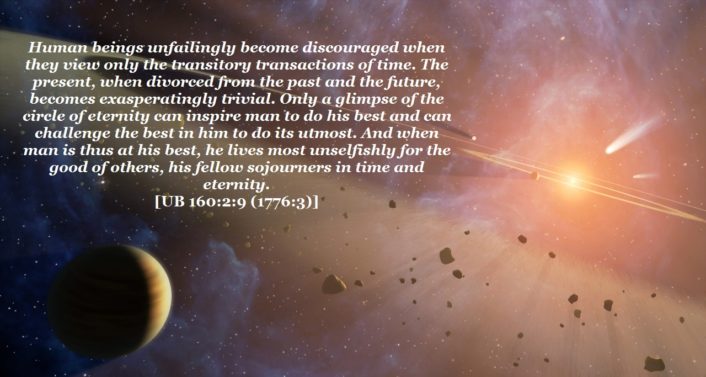 Human beings unfailingly become discouraged when
they view only the transitory transactions of time. The
present, when divorced from the past and the future,
becomes exasperatingly trivial. Only a glimpse of the
circle of eternity can inspire man to do his best and can
challenge the best in him to do its utmost. And when
man is thus at his best, he lives most unselfishly for the
good of others, his fellow sojourners in time and
eternity.
[UB 160:2:9 (1776:3)]